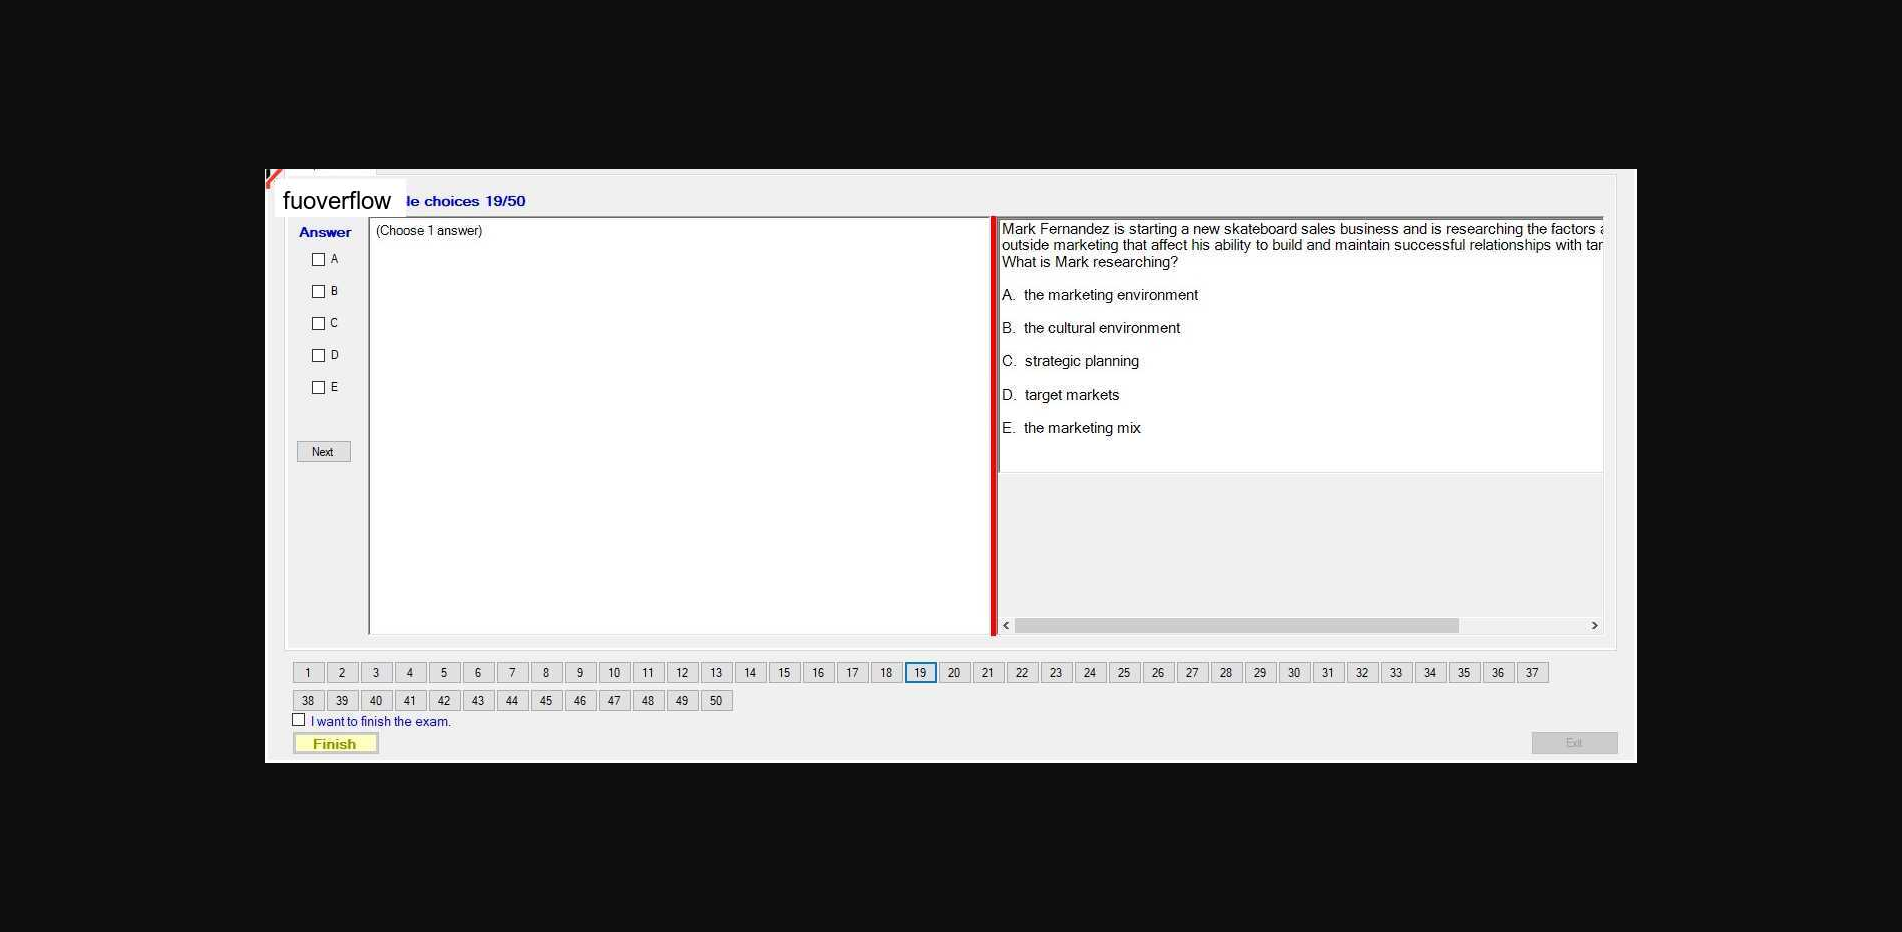 fuoverflow
le choices 19/50
Answer
(Choose 1 answer)
A
B
C
D
E
Next
Mark Fernandez is starting a new skateboard sales business and is researching the factors
outside marketing that affect his ability to build and maintain successful relationships with tar
What is Mark researching?
A. the marketing environment
B. the cultural environment
C. strategic planning
D. target markets
E. the marketing mix
1 2 3 4 5 6 7 8 9 10 11 12 13 14 15 16 17 18 19 20 21 22 23 24 25 26 27 28 29 30 31 32 33 34 35 36 37
38 39 40 41 42 43 44 45 46 47 48 49 50
I want to finish the exam.
Finish
Exit